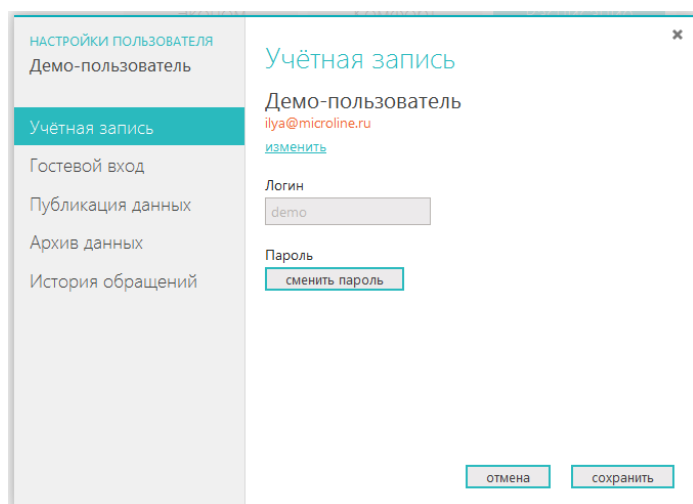 НАСТРОЙКИ ПОЛЬЗОВАТЕЛЯ
Демо-пользователь
Учётная запись
Гостевой вход
Публикация данных
Архив данных
История обращений
Учётная запись
Демо-пользователь
ilya@microline.ru
изменить
Логин
demo
Пароль
сменить пароль
отмена
сохранить